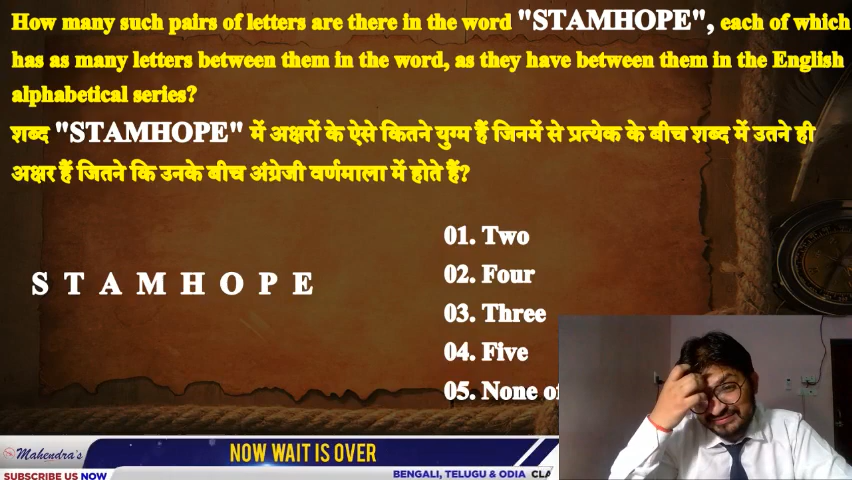 How many such pairs of letters are there in the word "STAMHOPE", each of which
has as many letters between them in the word, as they have between them in the English
alphabetical series?
शब्द "STAMHOPE" में अक्षरों के ऐसे कितने युग्म हैं जिनमें से प्रत्येक के बीच शब्द में उतने ही
अक्षर हैं जितने कि उनके बीच अंग्रेजी वर्णमाला में होते हैं?
01. Two
02. Four
S T A M H O P E
03. Three
04. Five
05. None
Mahendra's
NOW WAIT IS OVER
SUBSCRIBE US NOW
BENGALI, TELUGU & ODIA